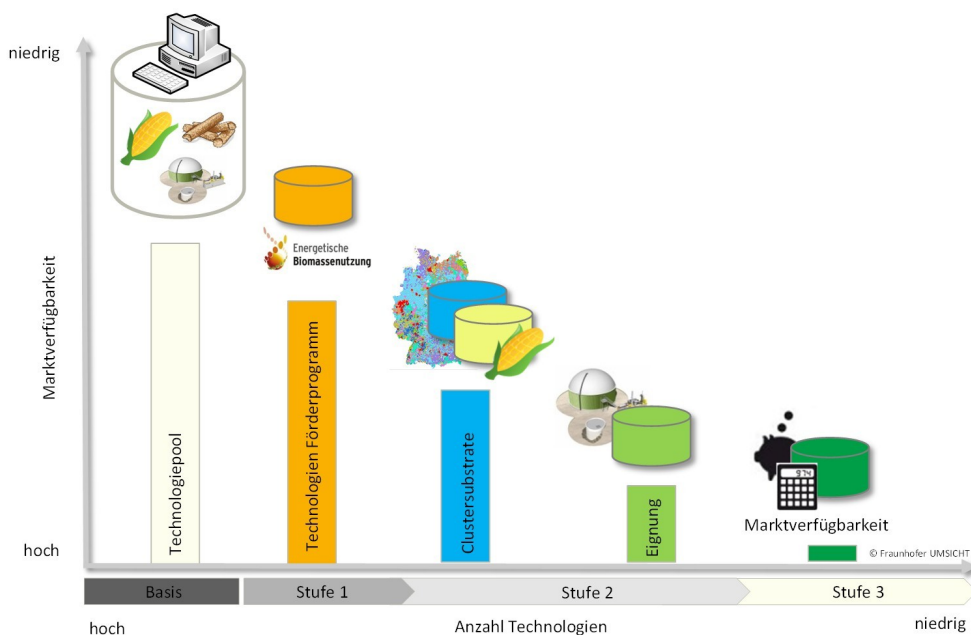 niedrig
Energetische
Biomassenutzung
Marktverfügbarkeit
Technologiepool
Technologien Förderprogramm
Clustersubstrate
Eignung
974
Marktverfügbarkeit
hoch
© Fraunhofer UMSICHT
Basis
Stufe 1
Stufe 2
Stufe 3
hoch
Anzahl Technologien
niedrig